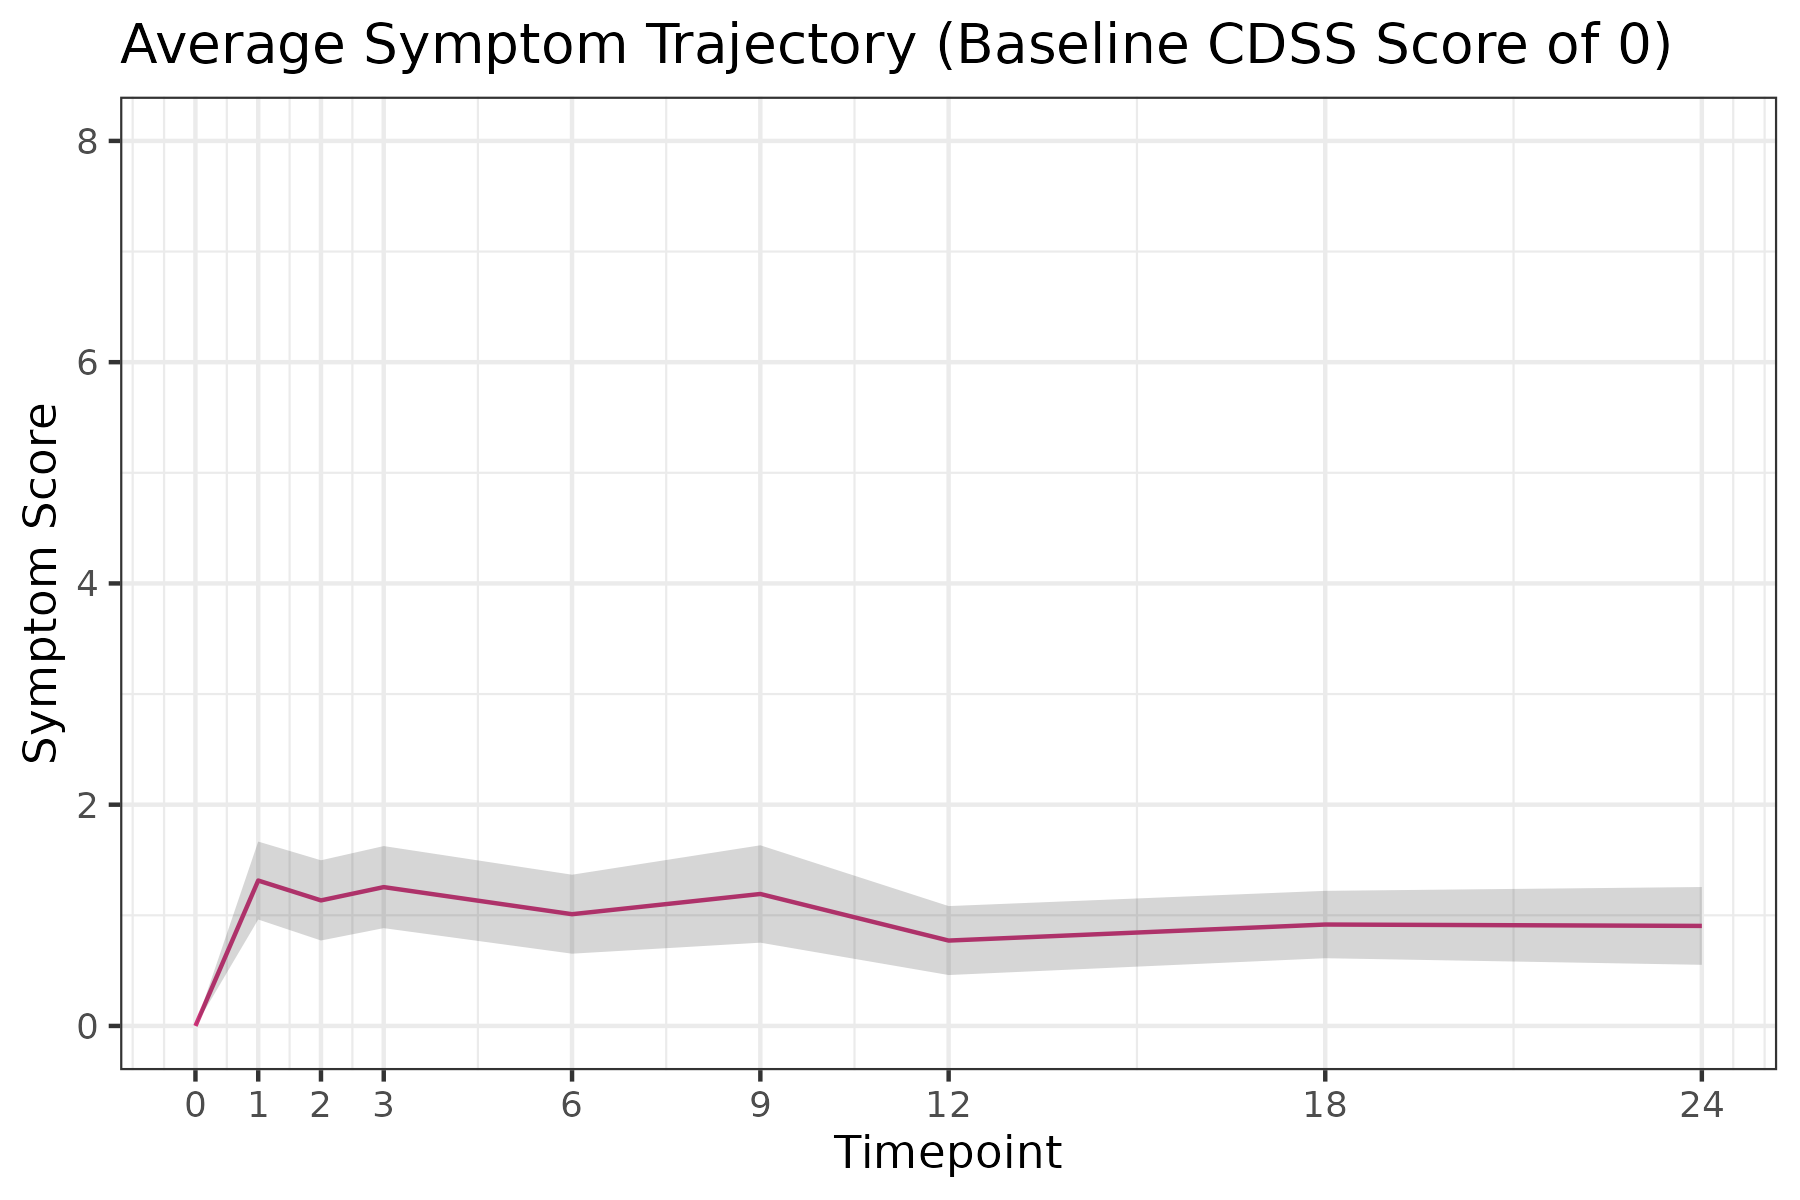 Average Symptom Trajectory (Baseline CDSS Score of 0)
Symptom Score
8
6
4
2
0
0 1 2 3 6 9 12 18 24
Timepoint